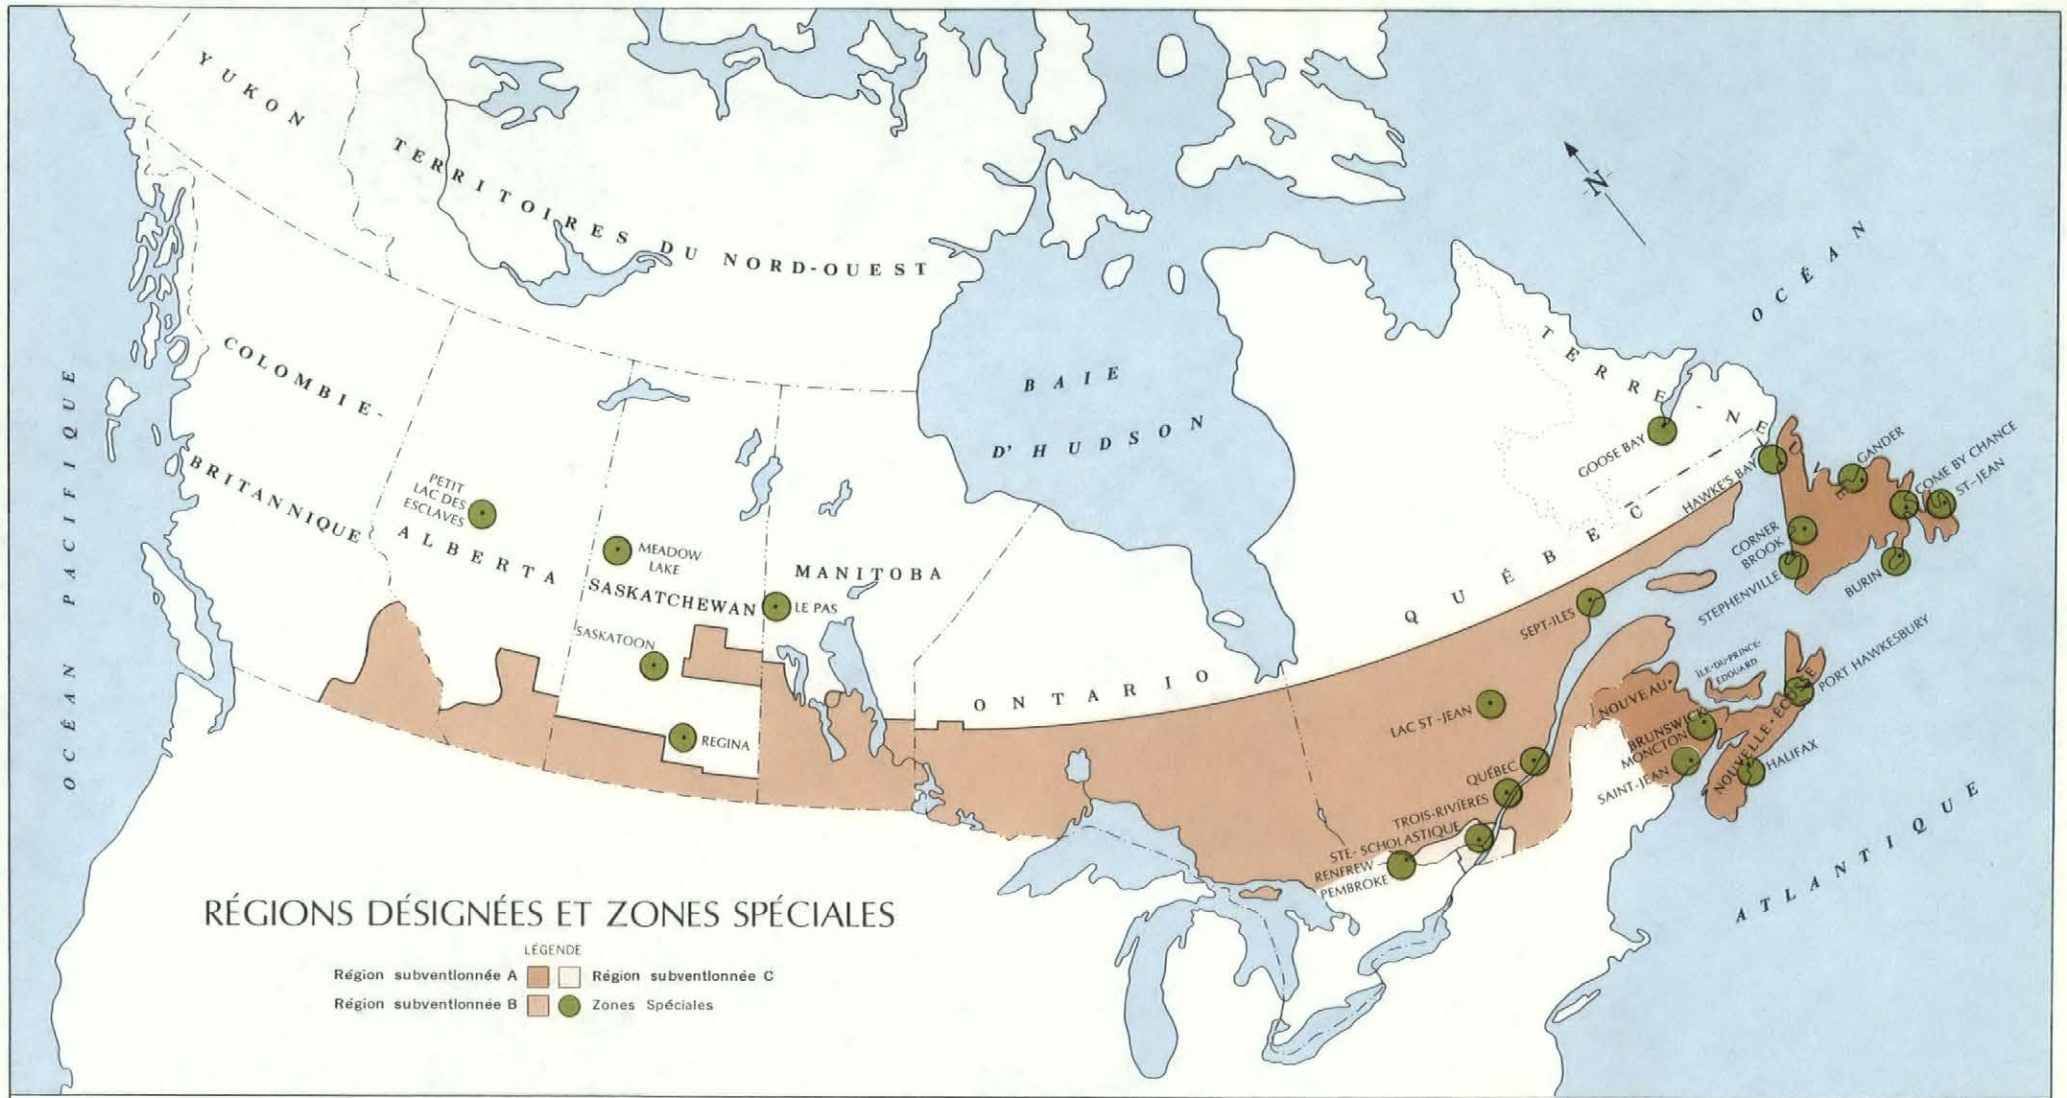 YUKON
TERRITOIRES DU NORD-OUEST
OCÉAN PACIFIQUE
COLOMIBIE-
BRITANNIQUE
PETIT
LAC DES
ESCLAVES
ALBERTA
MEADOW
LAKE
SASKATCHEWAN
SASKATOON
REGINA
MANITOBA
LE PAS
BAIE
D'HUDSON
ONTARIO
QUÉBEC
TERRE-NEUVE
N
OCÉAN
ATLANTIQUE
GOOSE BAY
HAWKE'S BAY
GANDER
COME BY CHANCE
ST-JEAN
CORNER
BROOK
STEPHENVILLE
BURIN
SEPT-ILES
ÎLE-DU-PRINCE-
ÉDOUARD
PORT HAWKESBURY
NOUVEAU-
BRUNSWICK
NOUVELLE-ÉCOSSE
MONCTON
SAINT-JEAN
HALIFAX
LAC ST-JEAN
QUÉBEC
TROIS-RIVIÈRES
STE-SCHOLASTIQUE
RENFREW
PEMBROKE
RÉGIONS DÉSIGNÉES ET ZONES SPÉCIALES
LÉGENDE
Région subventionnée A
Région subventionnée C
Région subventionnée B
Zones Spéciales